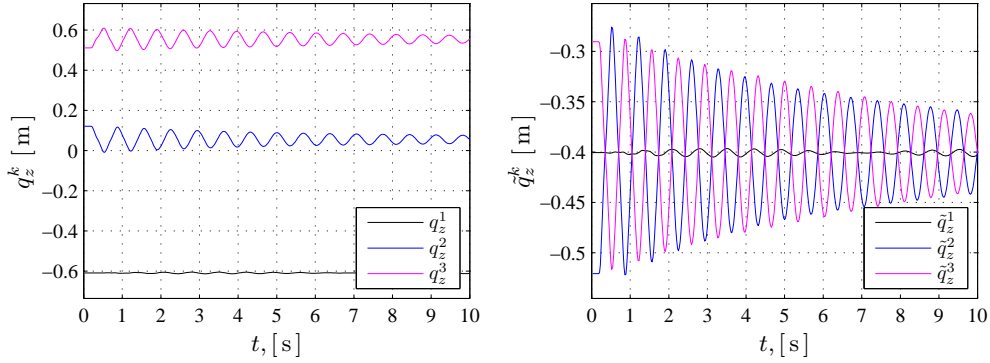 0.6
0.4
0.2
0
−0.2
−0.4
−0.6
q_z^k [m]
q_z^1
q_z^2
q_z^3
0 1 2 3 4 5 6 7 8 9 10
t, [s]
−0.3
−0.35
−0.4
−0.45
−0.5
q̃_z^k [m]
q̃_z^1
q̃_z^2
q̃_z^3
0 1 2 3 4 5 6 7 8 9 10
t, [s]